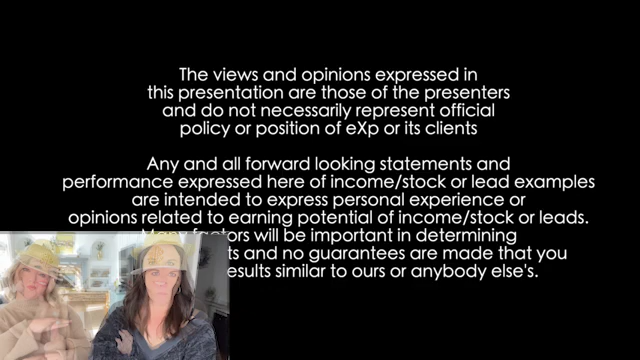 The views and opinions expressed in
this presentation are those of the presenters
and do not necessarily represent official
policy or position of eXp or its clients
Any and all forward looking statements and
performance expressed here of income/stock or lead examples
are intended to express personal experience or
opinions related to earning potential of income/stock or leads.
Many factors will be important in determining
and no guarantees are made that you
results similar to ours or anybody else's.